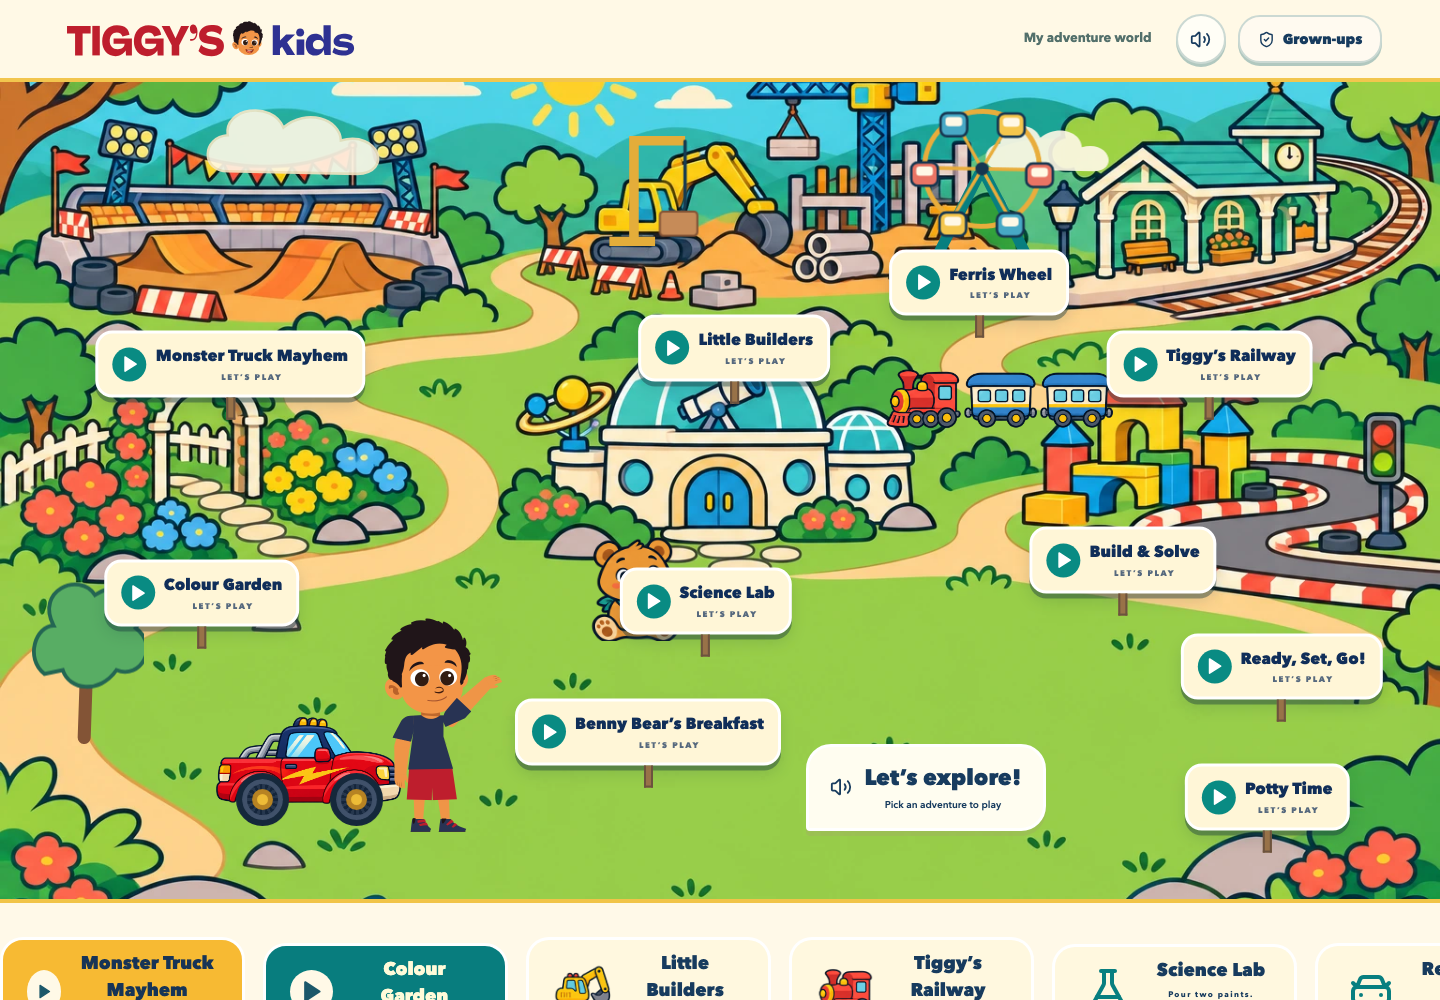 TIGGY'S kids
My adventure world
Grown-ups
Ferris Wheel
LET'S PLAY
Little Builders
LET'S PLAY
Monster Truck Mayhem
LET'S PLAY
Tiggy's Railway
LET'S PLAY
Build & Solve
LET'S PLAY
Colour Garden
LET'S PLAY
Science Lab
LET'S PLAY
Ready, Set, Go!
LET'S PLAY
Benny Bear's Breakfast
LET'S PLAY
Let's explore!
Pick an adventure to play
Potty Time
LET'S PLAY
Monster Truck
Mayhem
Colour
Garden
Little
Builders
Tiggy's
Railway
Science Lab
Pour two paints.